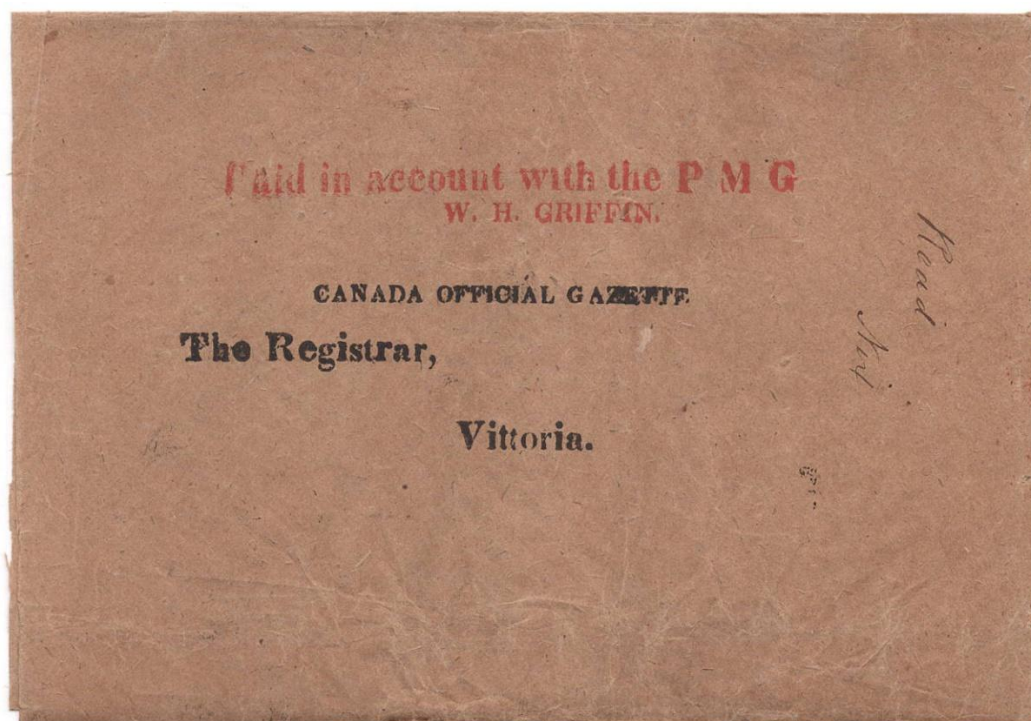 Paid in account with the P M G
W. H. GRIFFIN.
CANADA OFFICIAL GAZETTE
The Registrar,
Vittoria.